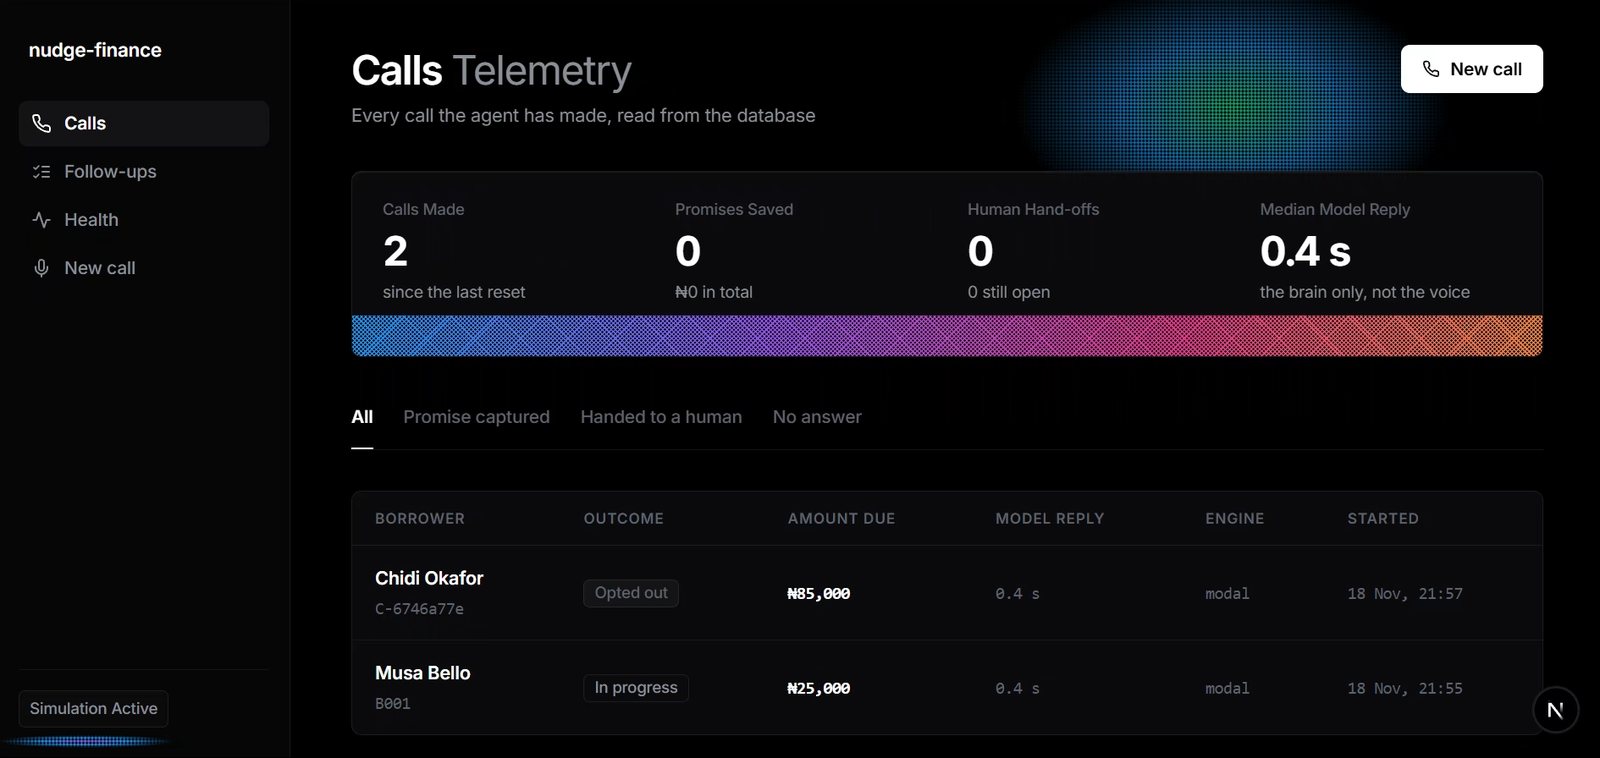 nudge-finance
Calls
Follow-ups
Health
New call
Simulation Active
Calls Telemetry
Every call the agent has made, read from the database
New call
Calls Made
2
since the last reset
Promises Saved
0
₦0 in total
Human Hand-offs
0
0 still open
Median Model Reply
0.4 s
the brain only, not the voice
All Promise captured Handed to a human No answer
BORROWER OUTCOME AMOUNT DUE MODEL REPLY ENGINE STARTED
Chidi Okafor
C-6746a77e
Opted out ₦85,000 0.4 s modal 18 Nov, 21:57
Musa Bello
B001
In progress ₦25,000 0.4 s modal 18 Nov, 21:55
N